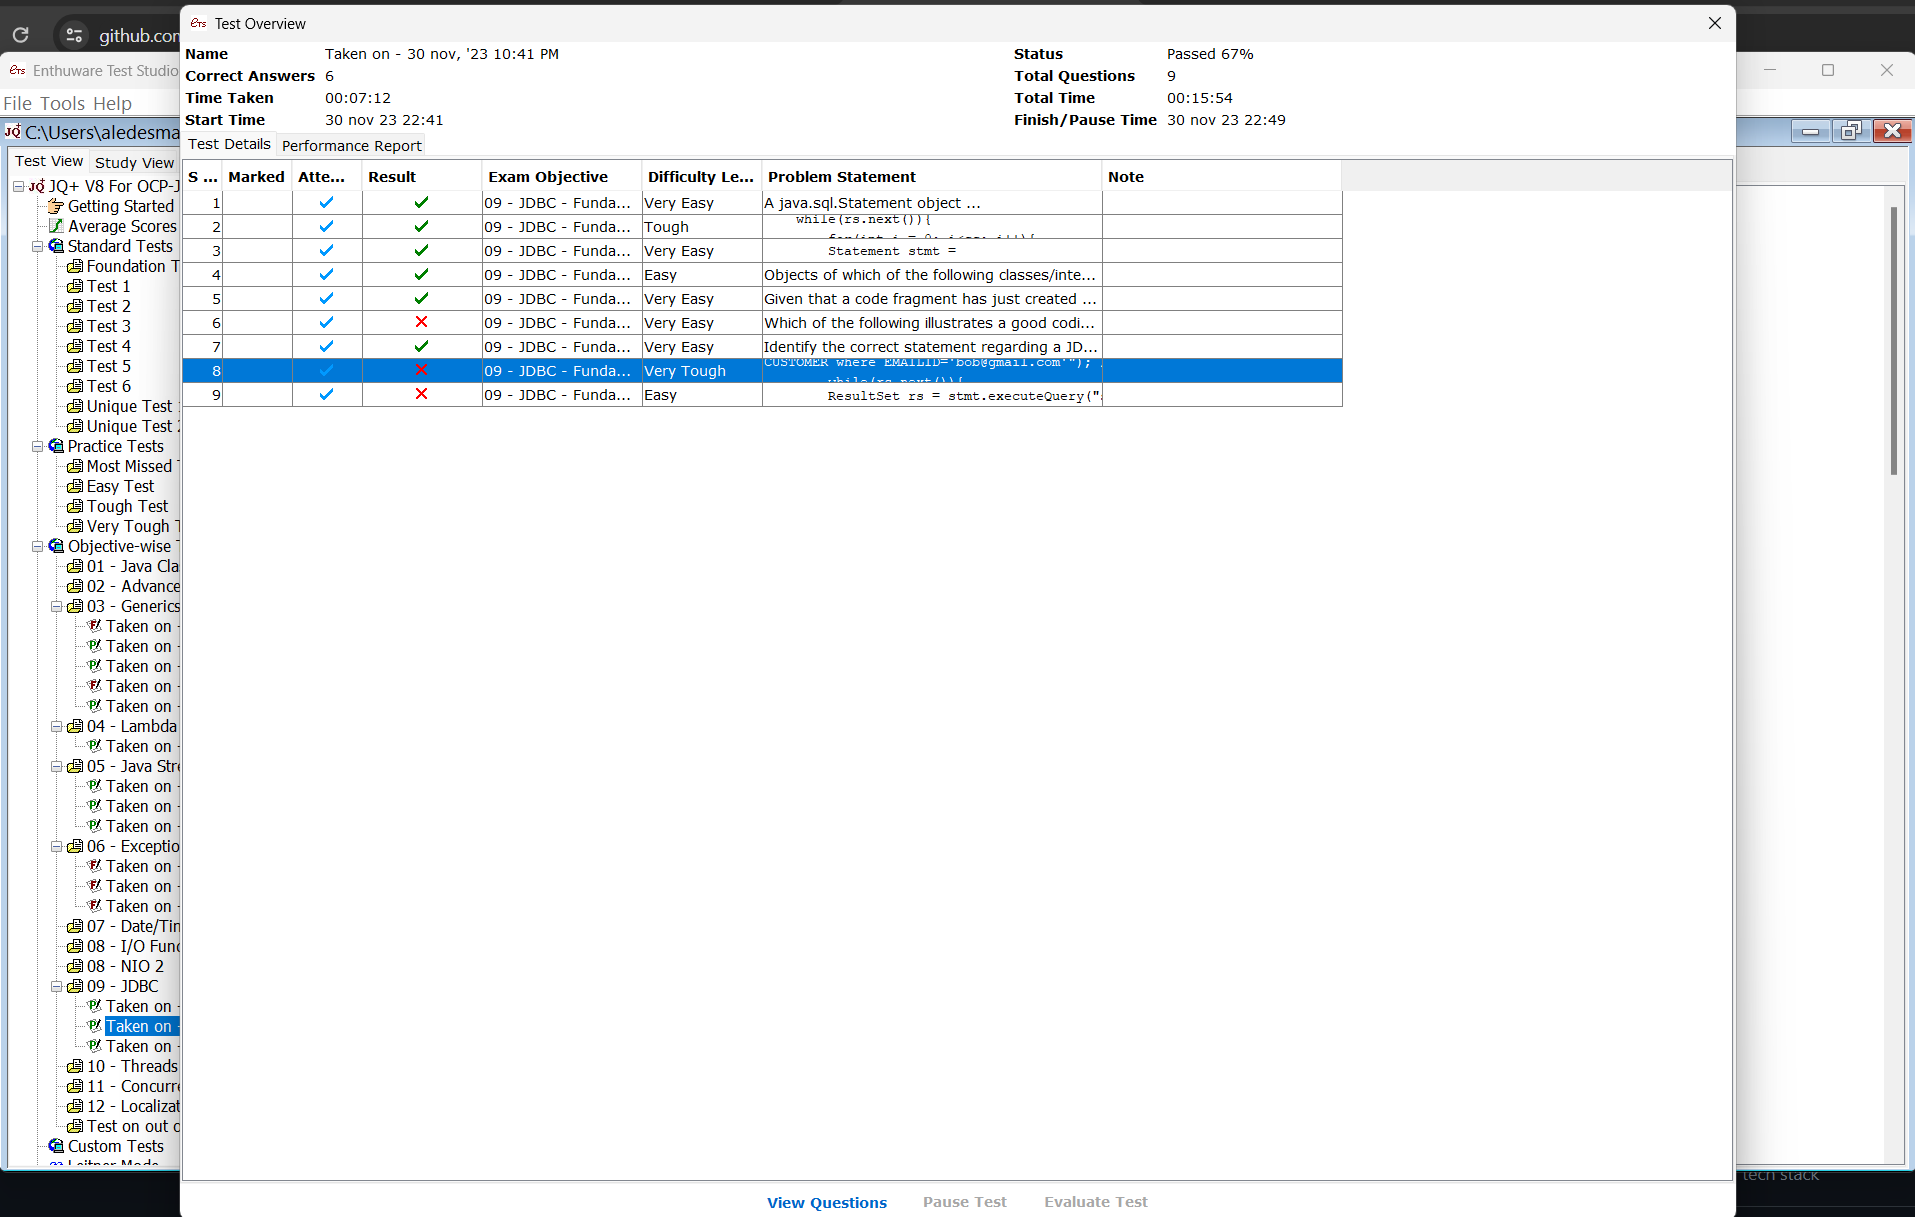 Test Overview
github.con
Enthuware Test Studio
File Tools Help
C:\Users\aledesma
Test View Study View
JQ+ V8 For OCP-J
Getting Started
Average Scores
Standard Tests
Foundation T
Test 1
Test 2
Test 3
Test 4
Test 5
Test 6
Unique Test
Unique Test 2
Practice Tests
Most Missed
Easy Test
Tough Test
Very Tough T
Objective-wise
01 - Java Cla
02 - Advance
03 - Generics
Taken on -
Taken on -
Taken on -
Taken on -
Taken on -
04 - Lambda
Taken on -
05 - Java Stre
Taken on -
Taken on -
Taken on -
06 - Exceptio
Taken on -
Taken on -
Taken on -
07 - Date/Tin
08 - I/O Func
08 - NIO 2
09 - JDBC
Taken on -
Taken on -
Taken on -
10 - Threads
11 - Concurre
12 - Localizat
Test on out o
Custom Tests
Leitner Mode
Name Taken on - 30 nov, '23 10:41 PM Status Passed 67%
Correct Answers 6 Total Questions 9
Time Taken 00:07:12 Total Time 00:15:54
Start Time 30 nov 23 22:41 Finish/Pause Time 30 nov 23 22:49
Test Details Performance Report
S ... Marked Atte... Result Exam Objective Difficulty Le... Problem Statement Note
1 09 - JDBC - Funda... Very Easy A java.sql.Statement object ...
2 09 - JDBC - Funda... Tough while(rs.next()){
3 09 - JDBC - Funda... Very Easy Statement stmt =
4 09 - JDBC - Funda... Easy Objects of which of the following classes/inte...
5 09 - JDBC - Funda... Very Easy Given that a code fragment has just created ...
6 09 - JDBC - Funda... Very Easy Which of the following illustrates a good codi...
7 09 - JDBC - Funda... Very Easy Identify the correct statement regarding a JD...
8 09 - JDBC - Funda... Very Tough CUSTOMER where EMAILID='bob@gmail.com'");
while(rs.next()){
9 09 - JDBC - Funda... Easy ResultSet rs = stmt.executeQuery("
View Questions Pause Test Evaluate Test
tech stack